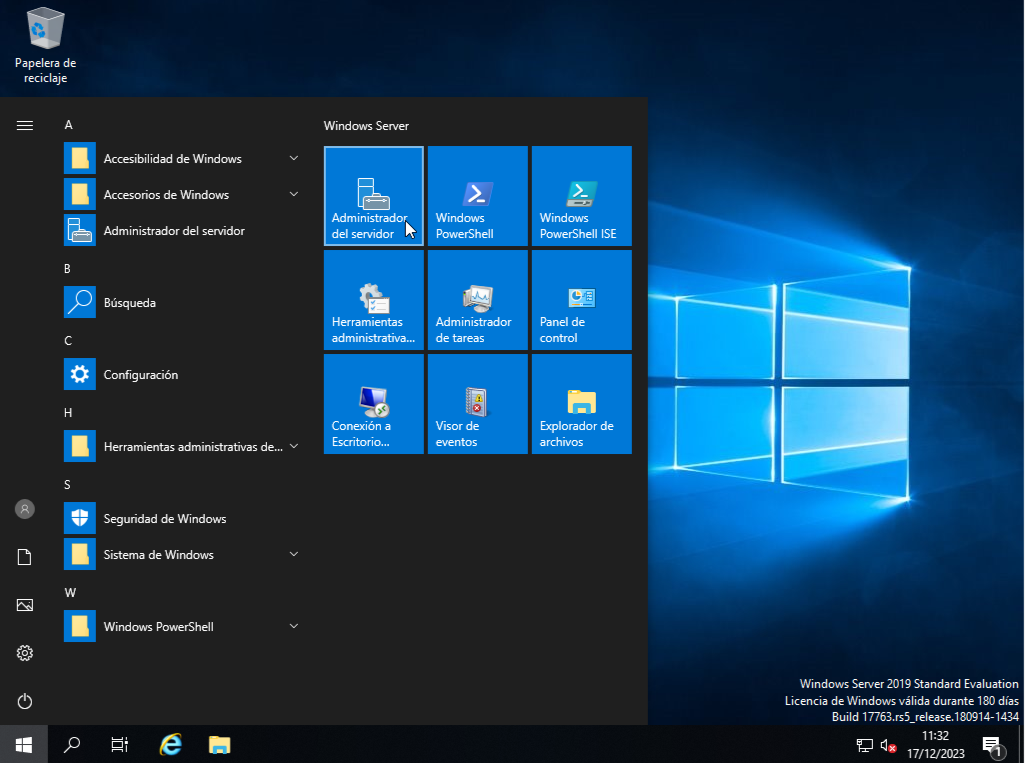 Papelera de
reciclaje
A
Accesibilidad de Windows
Accesorios de Windows
Administrador del servidor
B
Búsqueda
C
Configuración
H
Herramientas administrativas de...
S
Seguridad de Windows
Sistema de Windows
W
Windows PowerShell
Windows Server
Administrador
del servidor
Windows
PowerShell
Windows
PowerShell ISE
Herramientas
administrativa...
Administrador
de tareas
Panel de
control
Conexión a
Escritorio...
Visor de
eventos
Explorador de
archivos
Windows Server 2019 Standard Evaluation
Licencia de Windows válida durante 180 días
Build 17763.rs5_release.180914-1434
11:32
17/12/2023
1